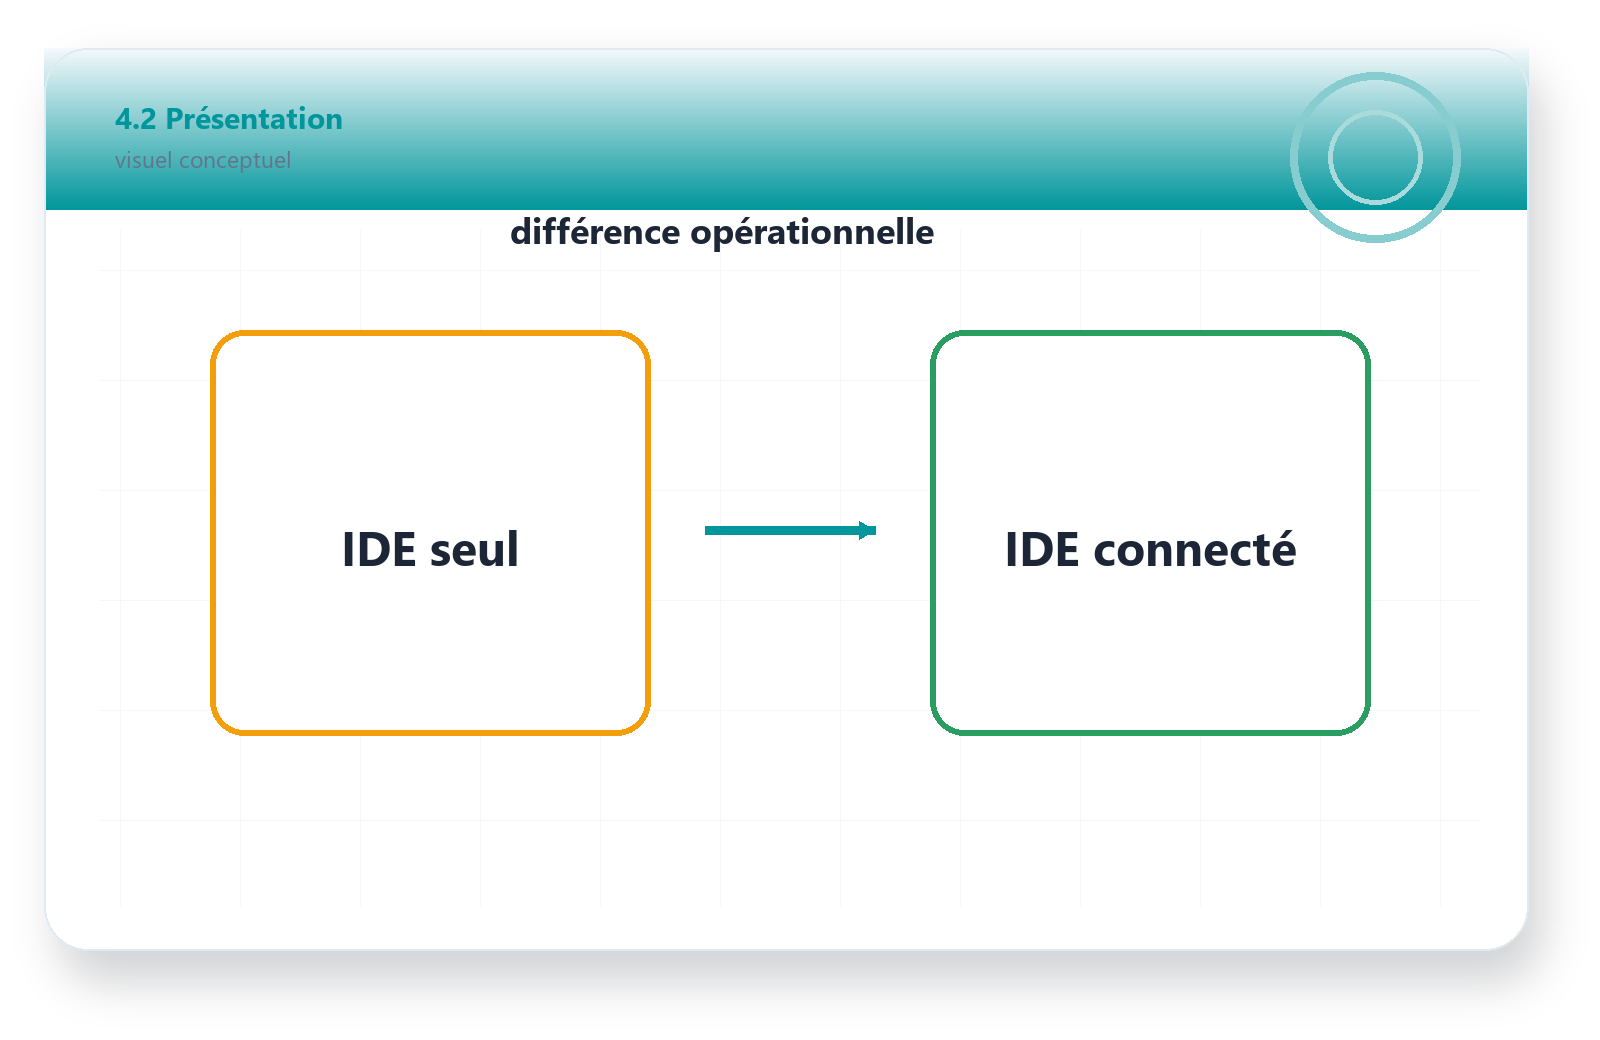 4.2 Présentation
visuel conceptuel
différence opérationnelle
IDE seul
IDE connecté